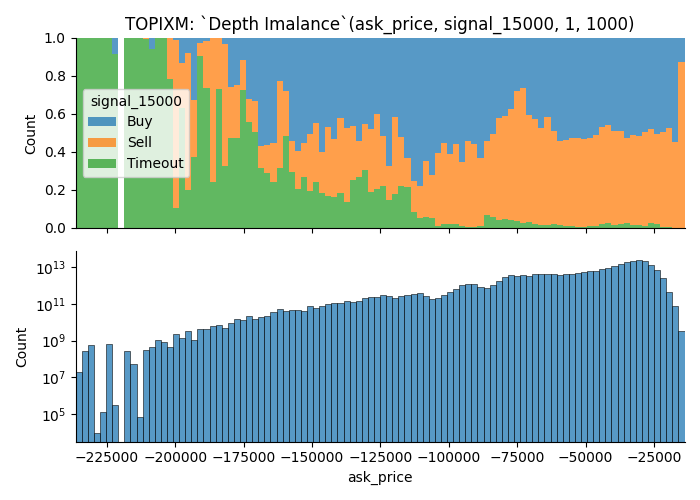 TOPIXM: `Depth Imalance`(ask_price, signal_15000, 1, 1000)
Count
1.0
0.8
0.6
0.4
0.2
0.0
signal_15000
Buy
Sell
Timeout
Count
10^13
10^11
10^9
10^7
10^5
−225000 −200000 −175000 −150000 −125000 −100000 −75000 −50000 −25000
ask_price